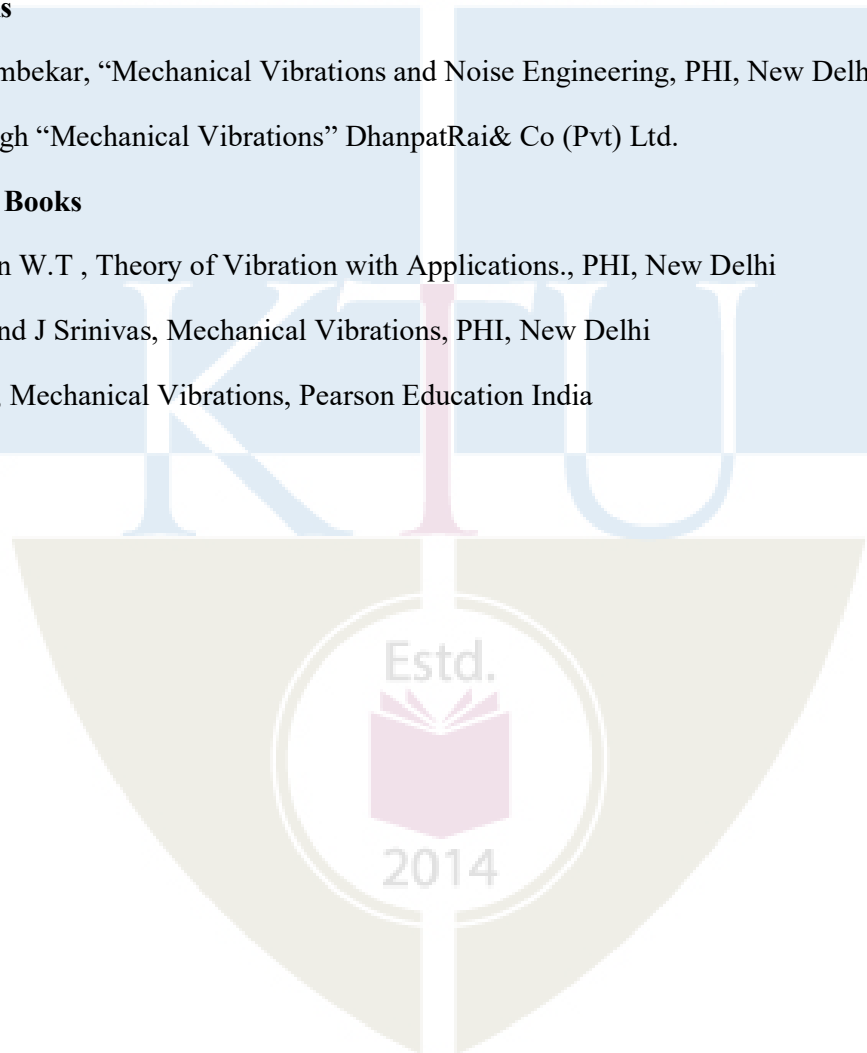 s
mbekar, “Mechanical Vibrations and Noise Engineering, PHI, New Delh
gh “Mechanical Vibrations” DhanpatRai& Co (Pvt) Ltd.
Books
n W.T , Theory of Vibration with Applications., PHI, New Delhi
nd J Srinivas, Mechanical Vibrations, PHI, New Delhi
, Mechanical Vibrations, Pearson Education India
KTU
Estd.
2014